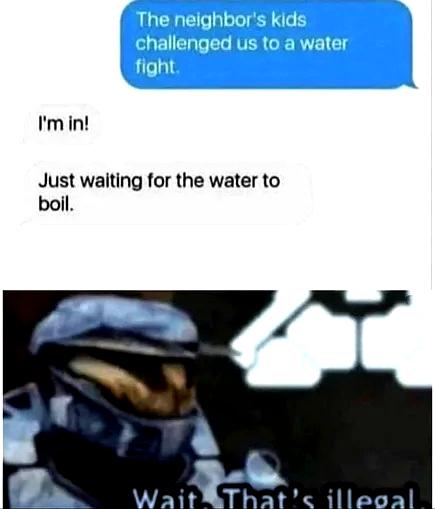 The neighbor's kids
challenged us to a water
fight.
I'm in!
Just waiting for the water to
boil.
Wait. That's illegal.